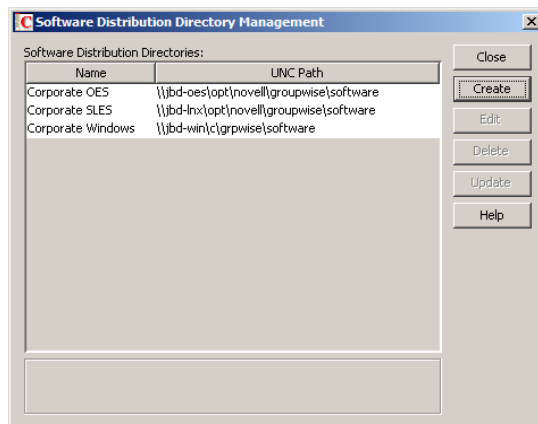 Software Distribution Directory Management
Software Distribution Directories:
Name UNC Path
Corporate OES \\jbd-oes\opt\novell\groupwise\software
Corporate SLES \\jbd-lnx\opt\novell\groupwise\software
Corporate Windows \\jbd-win\c\grpwise\software
Close
Create
Edit
Delete
Update
Help